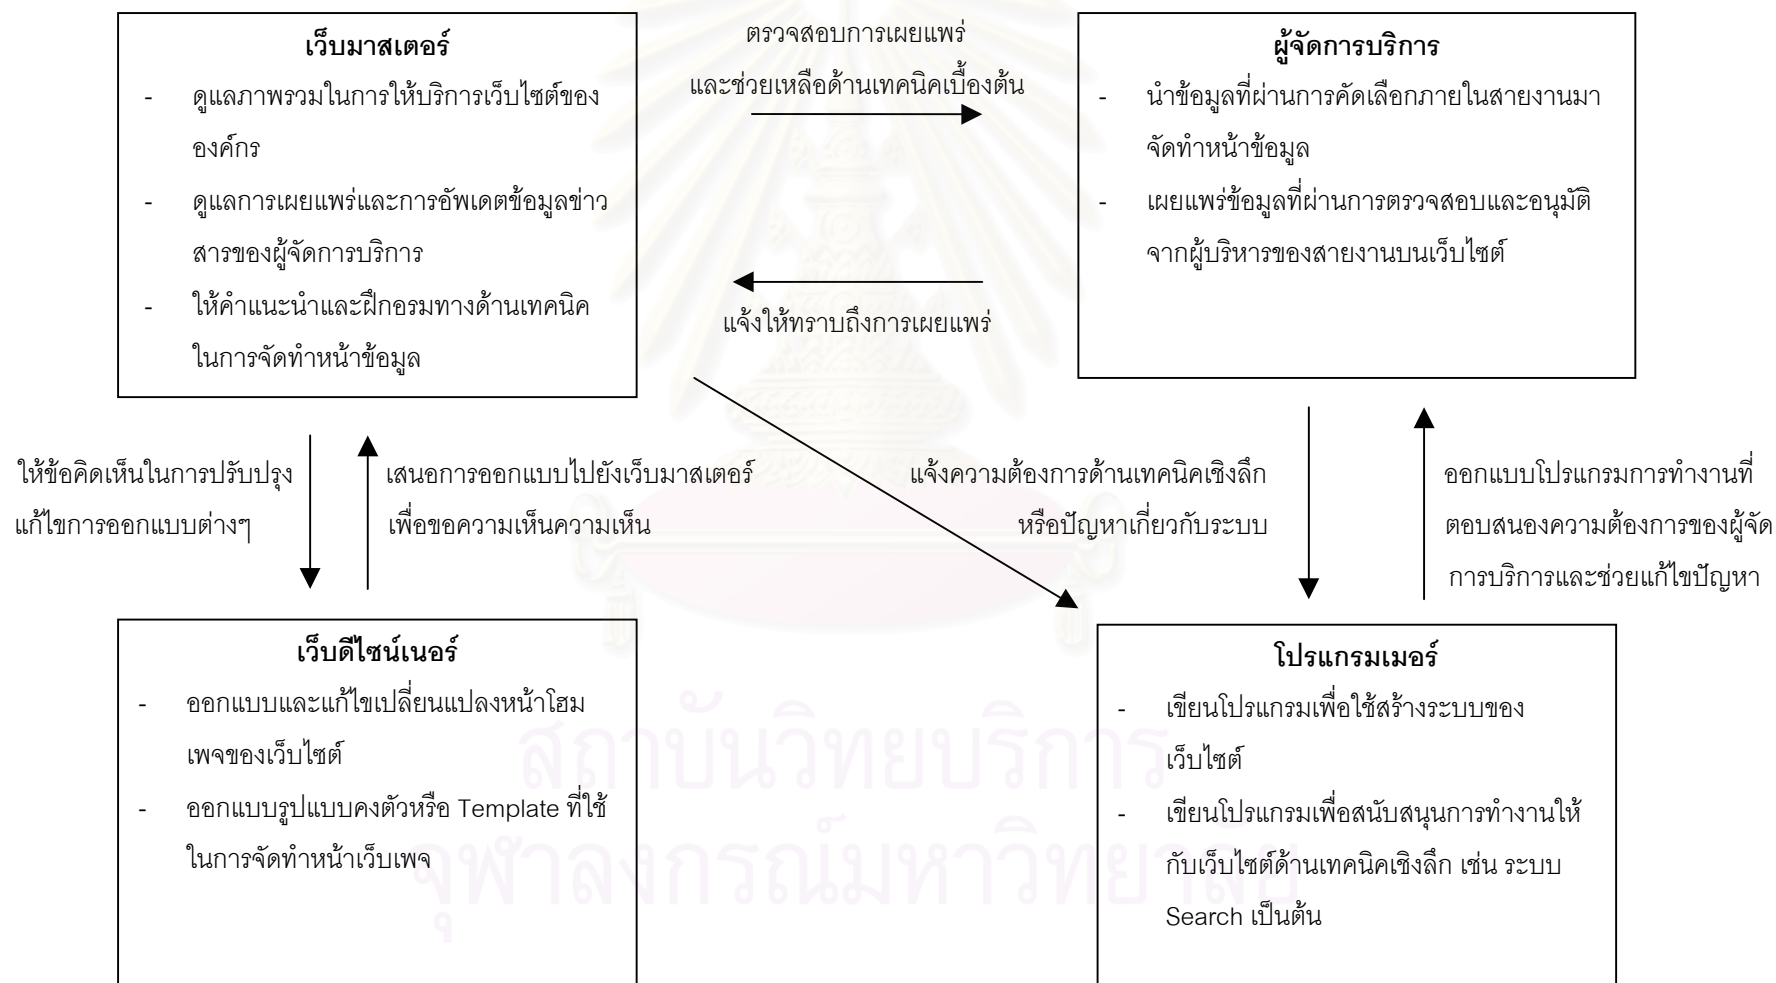 เว็บมาสเตอร์
- ดูแลภาพรวมในการให้บริการเว็บไซต์ของ
องค์กร
- ดูแลการเผยแพร่และการอัพเดตข้อมูลข่าว
สารของผู้จัดการบริการ
- ให้คำแนะนำและฝึกอรมทางด้านเทคนิค
ในการจัดทำหน้าข้อมูล
ตรวจสอบการเผยแพร่
และช่วยเหลือด้านเทคนิคเบื้องต้น
แจ้งให้ทราบถึงการเผยแพร่
ผู้จัดการบริการ
- นำข้อมูลที่ผ่านการคัดเลือกภายในสายงานมา
จัดทำหน้าข้อมูล
- เผยแพร่ข้อมูลที่ผ่านการตรวจสอบและอนุมัติ
จากผู้บริหารของสายงานบนเว็บไซต์
ให้ข้อคิดเห็นในการปรับปรุง
แก้ไขการออกแบบต่างๆ
เสนอการออกแบบไปยังเว็บมาสเตอร์
เพื่อขอความเห็นความเห็น
แจ้งความต้องการด้านเทคนิคเชิงลึก
หรือปัญหาเกี่ยวกับระบบ
ออกแบบโปรแกรมการทำงานที่
ตอบสนองความต้องการของผู้จัด
การบริการและช่วยแก้ไขปัญหา
เว็บดีไซน์เนอร์
- ออกแบบและแก้ไขเปลี่ยนแปลงหน้าโฮม
เพจของเว็บไซต์
- ออกแบบรูปแบบคงตัวหรือ Template ที่ใช้
ในการจัดทำหน้าเว็บเพจ
โปรแกรมเมอร์
- เขียนโปรแกรมเพื่อใช้สร้างระบบของ
เว็บไซต์
- เขียนโปรแกรมเพื่อสนับสนุนการทำงานให้
กับเว็บไซต์ด้านเทคนิคเชิงลึก เช่น ระบบ
Search เป็นต้น
สถาบันวิทยบริการ
จุฬาลงกรณ์มหาวิทยาลัย